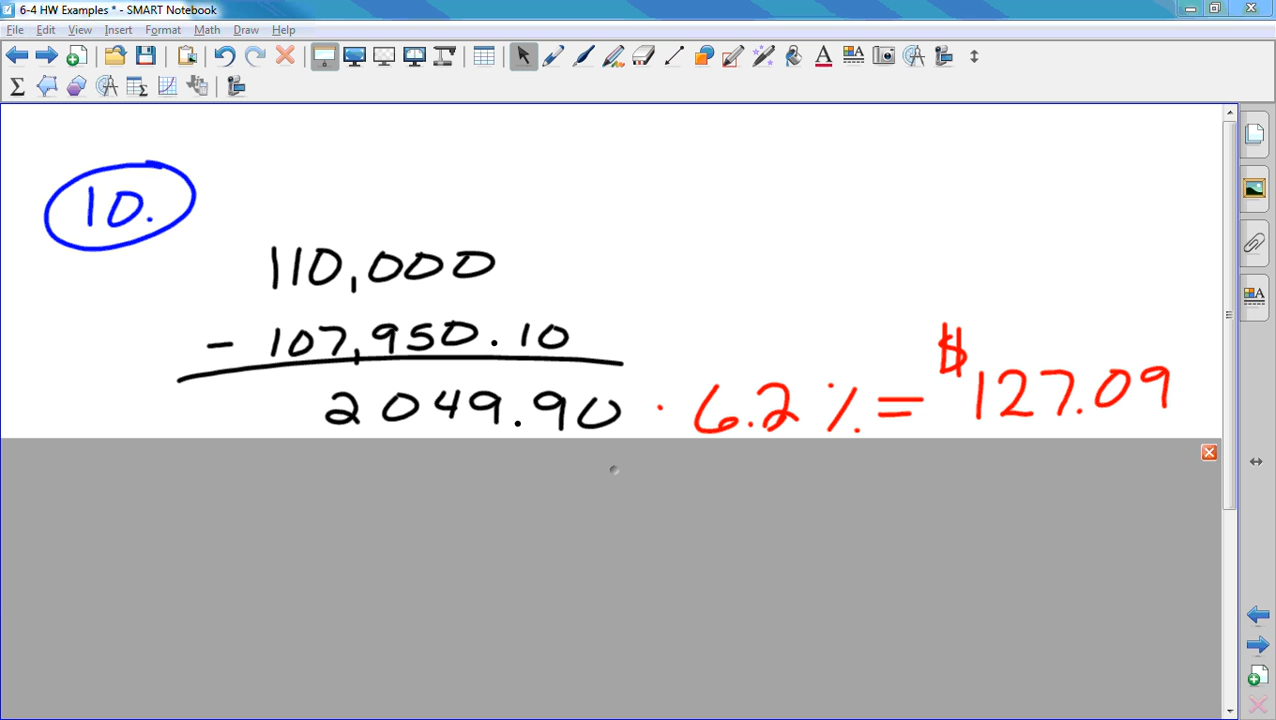 6-4 HW Examples * - SMART Notebook
File Edit View Insert Format Math Draw Help
10.
110,000
- 107,950.10
2049.90 · 6.2 % = $127.09